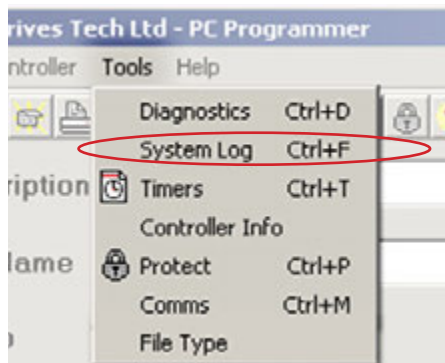 rives Tech Ltd - PC Programmer
ntroller Tools Help
Diagnostics Ctrl+D
System Log Ctrl+F
ription
Timers Ctrl+T
Controller Info
Name
Protect Ctrl+P
Comms Ctrl+M
File Type